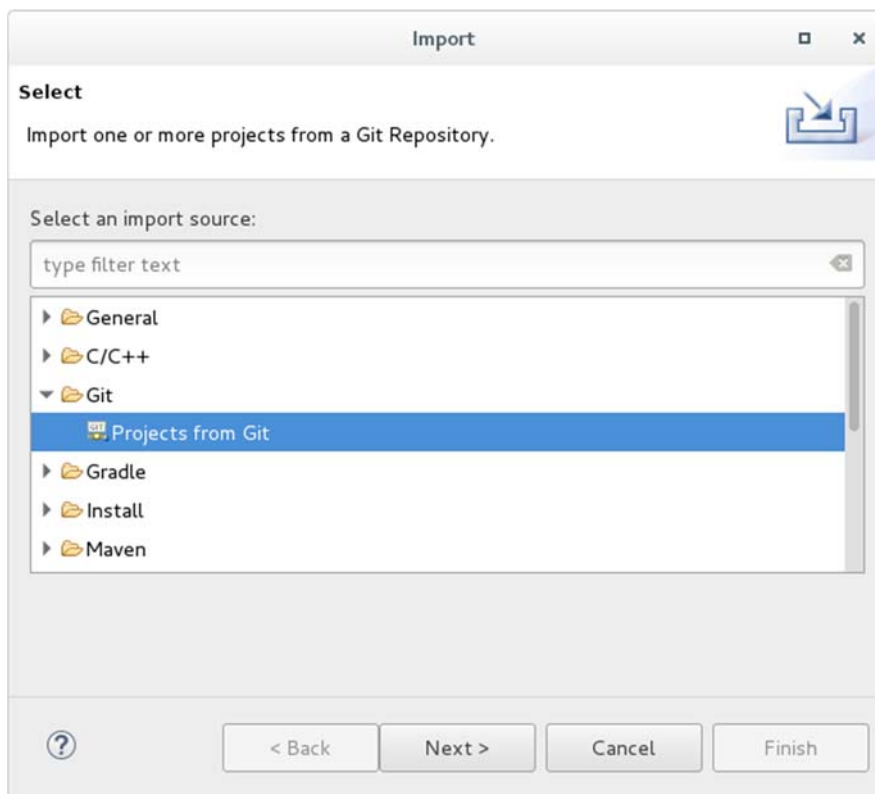 Import
Select
Import one or more projects from a Git Repository.
Select an import source:
type filter text
General
C/C++
Git
GIT
Projects from Git
Gradle
Install
Maven
?
< Back
Next >
Cancel
Finish